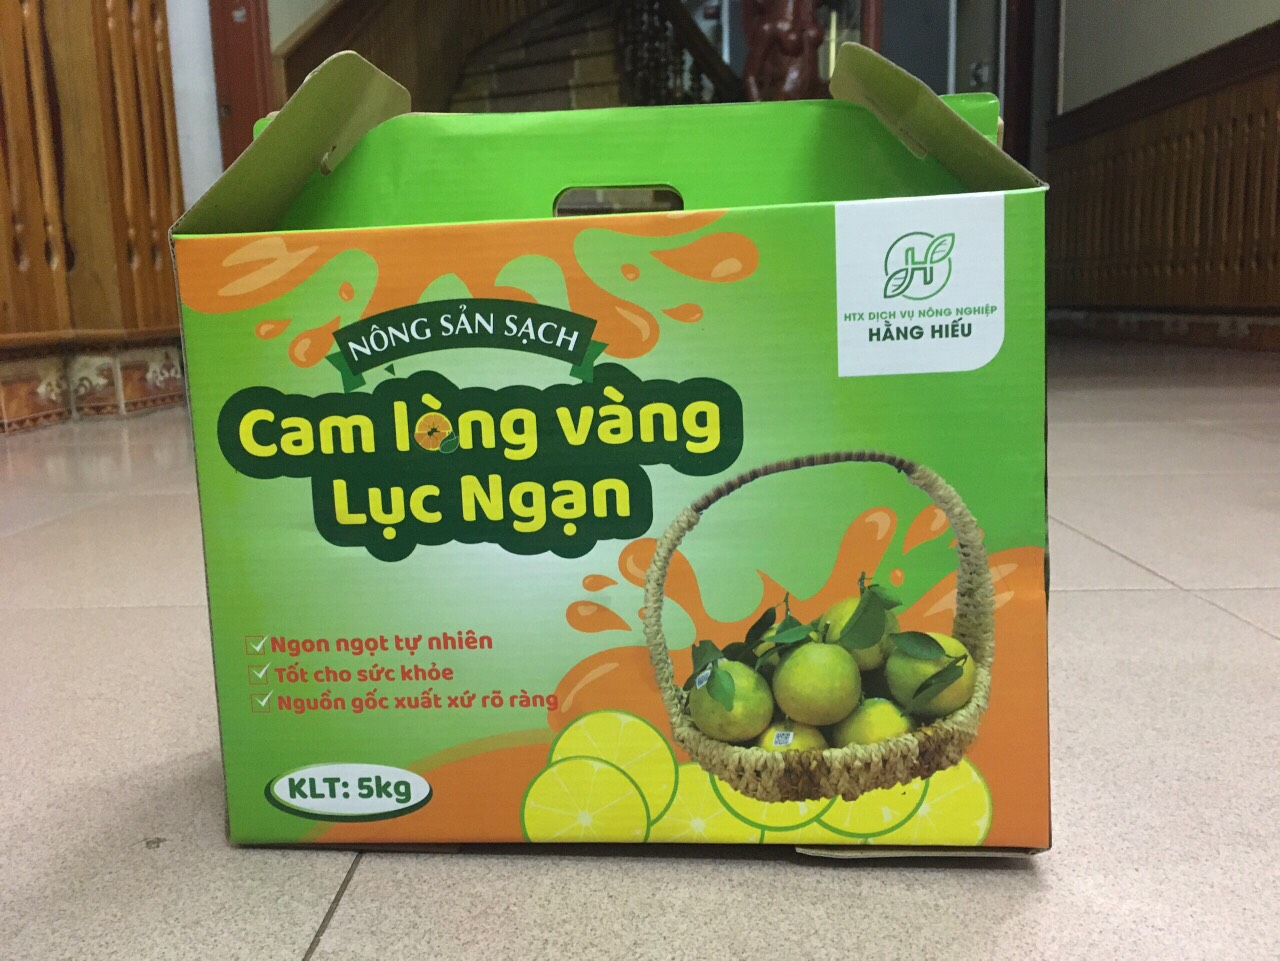 HTX DỊCH VỤ NÔNG NGHIỆP
HẰNG HIẾU
NÔNG SẢN SẠCH
Cam lòng vàng
Lục Ngạn
Ngon ngọt tự nhiên
Tốt cho sức khỏe
Nguồn gốc xuất xứ rõ ràng
KLT: 5kg